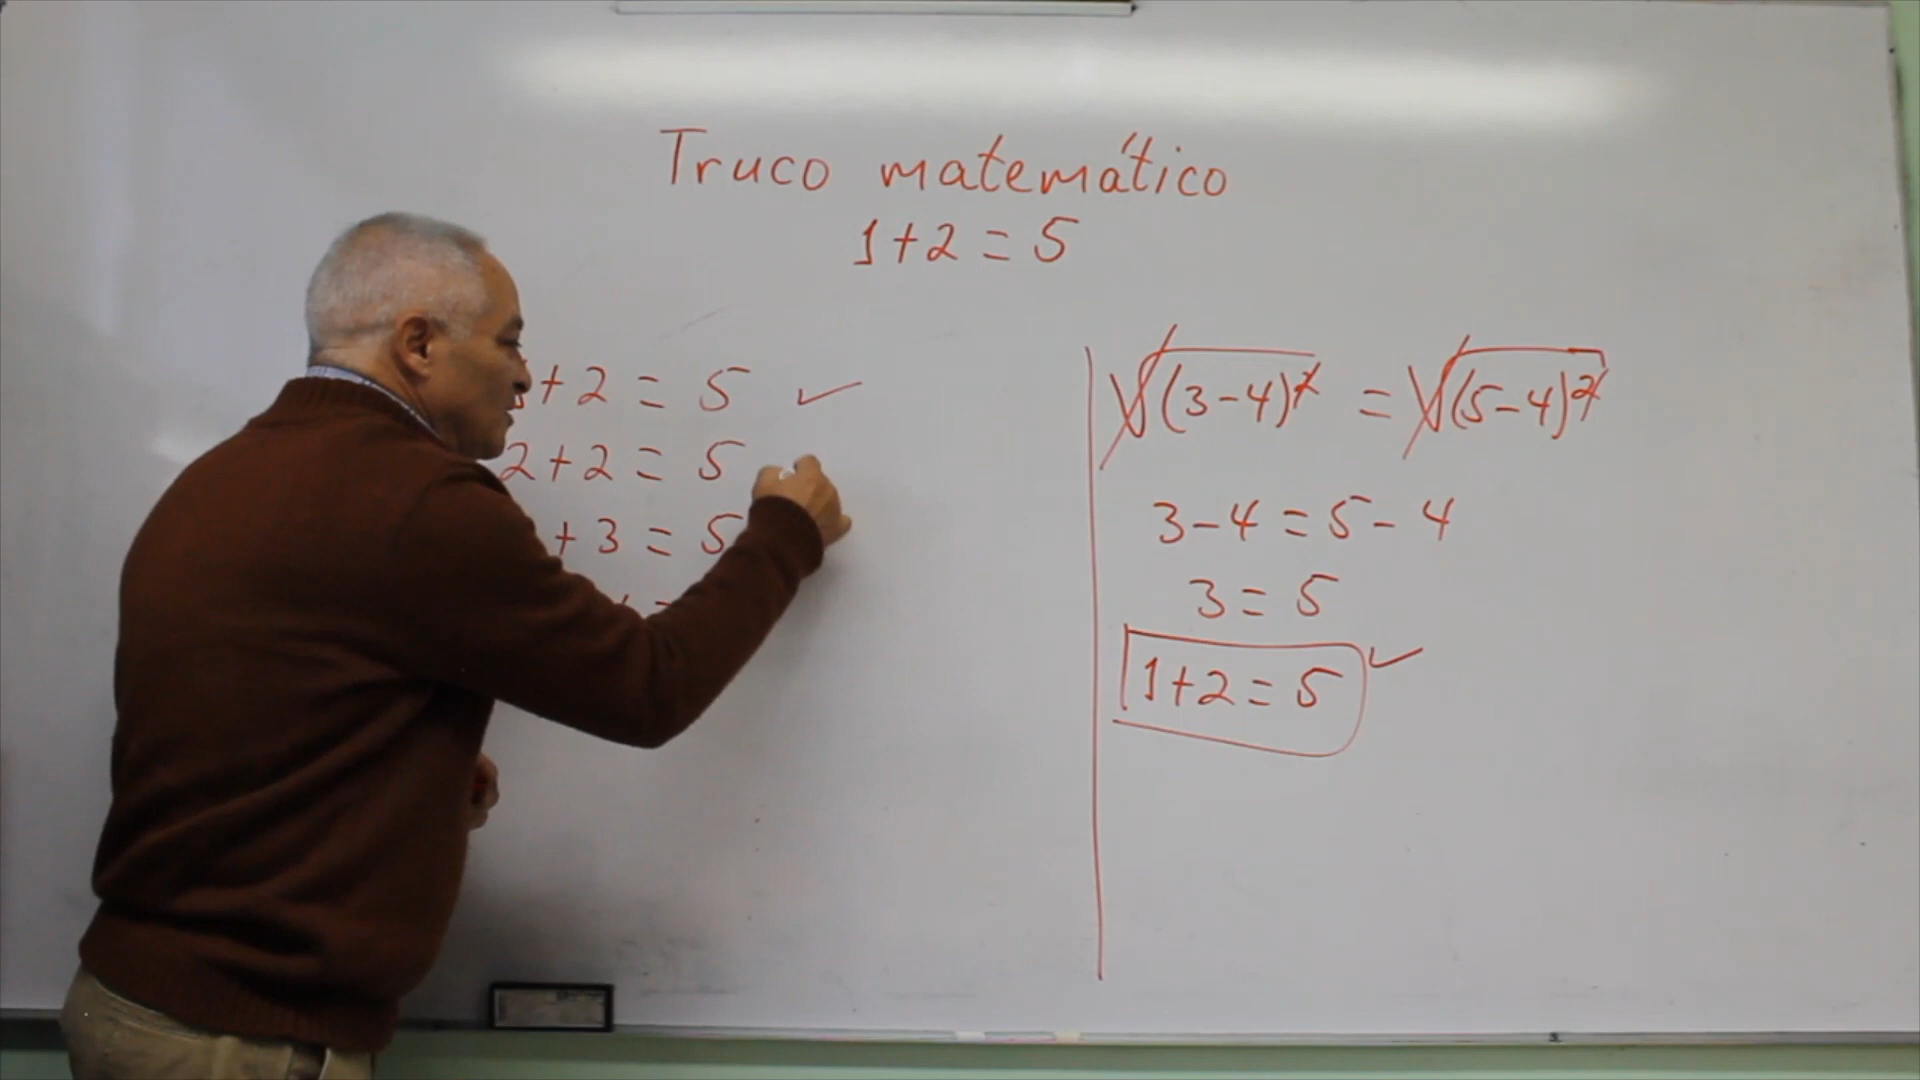 Truco matemático
1+2 = 5
+ 2 = 5 ✓
2+2 = 5
+ 3 = 5
√(3-4)² = √(5-4)²
3-4 = 5-4
3 = 5
1+2 = 5 ✓